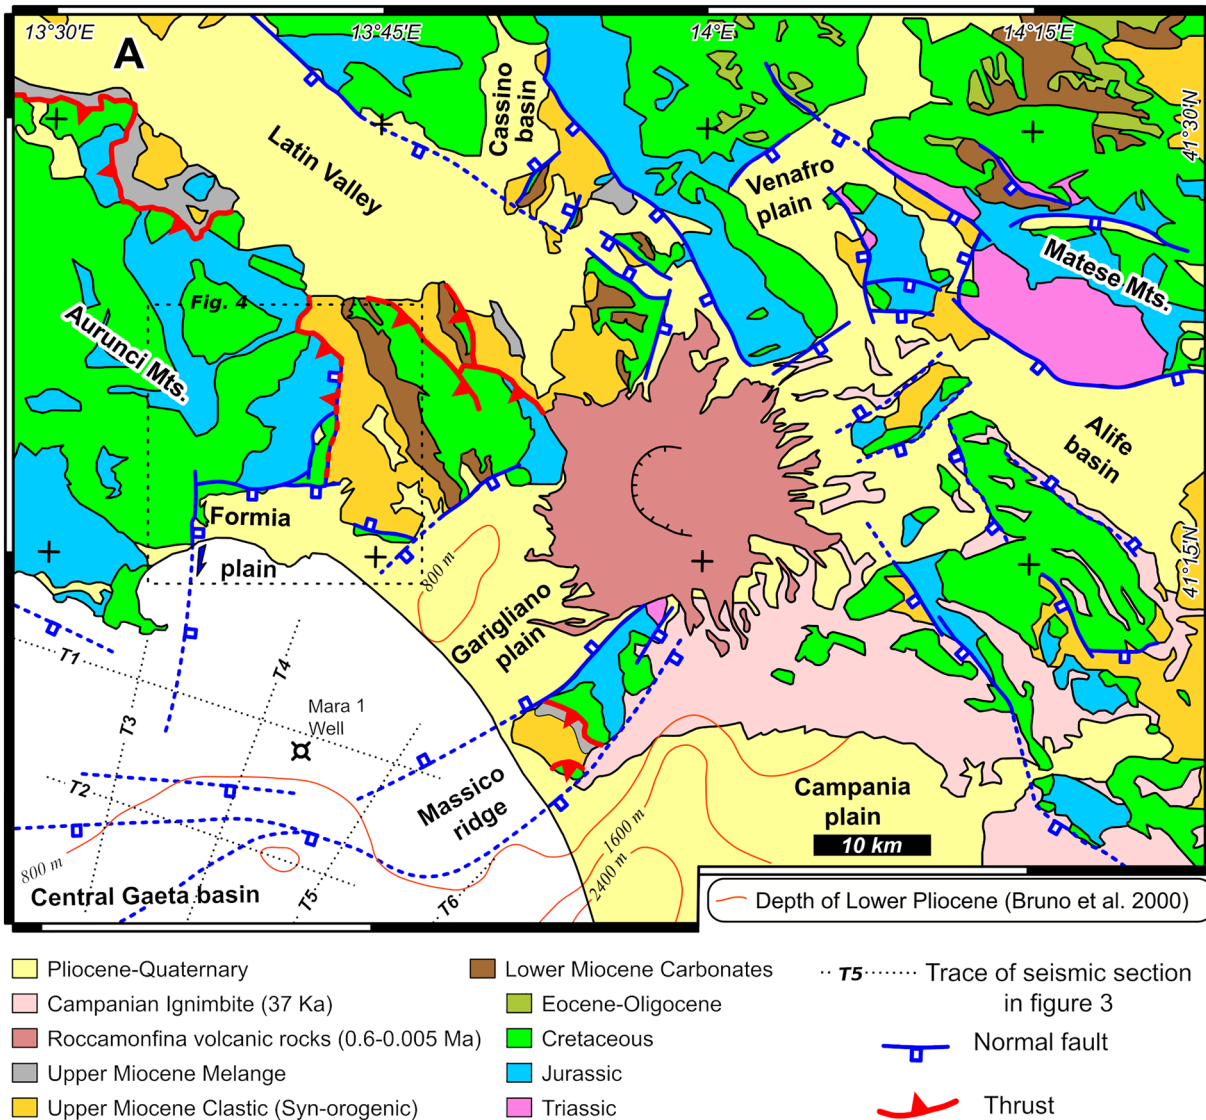 13°30'E
13°45'E
14°E
14°15'E
A
Cassino
basin
41°30'N
Latin Valley
Venafro
plain
Matese Mts.
Fig. 4
Aurunci Mts.
Alife
basin
Formia
plain
41°15'N
800 m
Garigliano
plain
T1
T4
T3
Mara 1
Well
T2
Massico
ridge
Campania
plain
10 km
1600 m
2400 m
800 m
Central Gaeta basin
T5
T6
Depth of Lower Pliocene (Bruno et al. 2000)
Pliocene-Quaternary
Campanian Ignimbite (37 Ka)
Roccamonfina volcanic rocks (0.6-0.005 Ma)
Upper Miocene Melange
Upper Miocene Clastic (Syn-orogenic)
Lower Miocene Carbonates
Eocene-Oligocene
Cretaceous
Jurassic
Triassic
T5 Trace of seismic section
in figure 3
Normal fault
Thrust